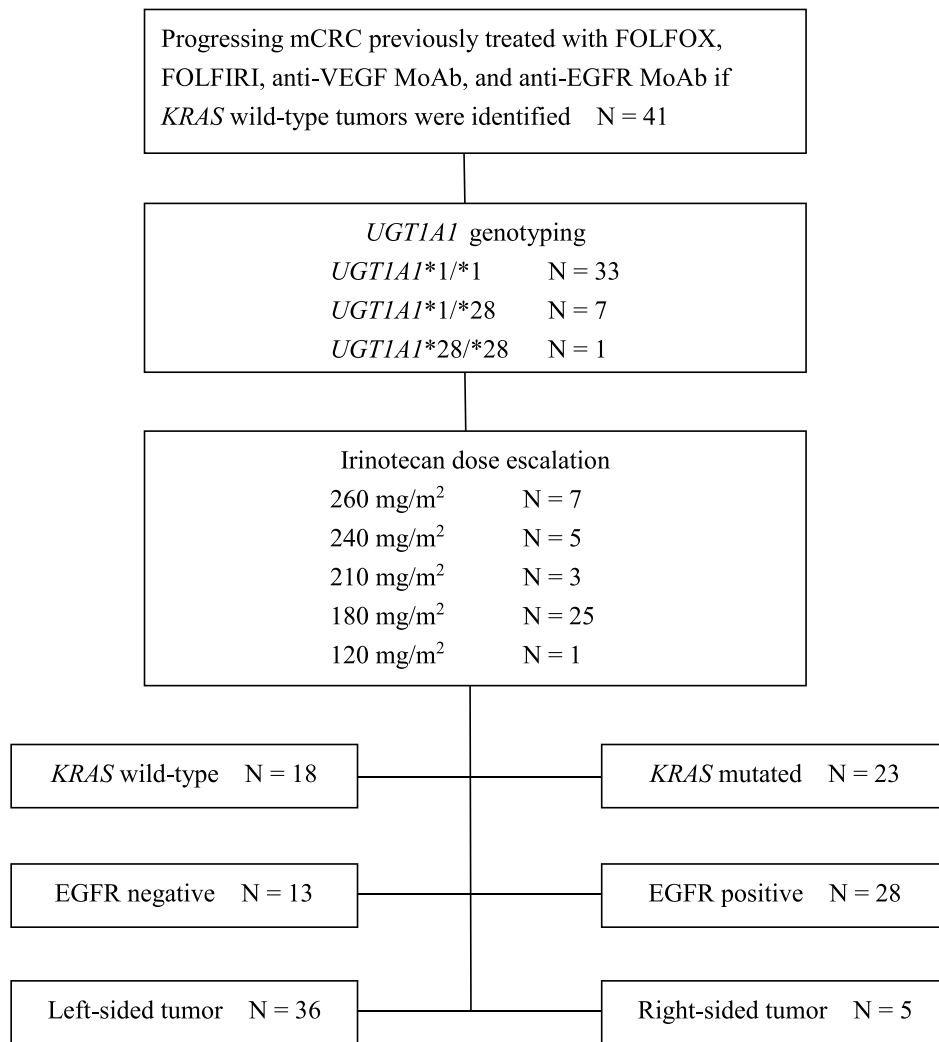 Progressing mCRC previously treated with FOLFOX,
FOLFIRI, anti-VEGF MoAb, and anti-EGFR MoAb if
KRAS wild-type tumors were identified N = 41
UGT1A1 genotyping
UGT1A1*1/*1 N = 33
UGT1A1*1/*28 N = 7
UGT1A1*28/*28 N = 1
Irinotecan dose escalation
260 mg/m² N = 7
240 mg/m² N = 5
210 mg/m² N = 3
180 mg/m² N = 25
120 mg/m² N = 1
KRAS wild-type N = 18
KRAS mutated N = 23
EGFR negative N = 13
EGFR positive N = 28
Left-sided tumor N = 36
Right-sided tumor N = 5